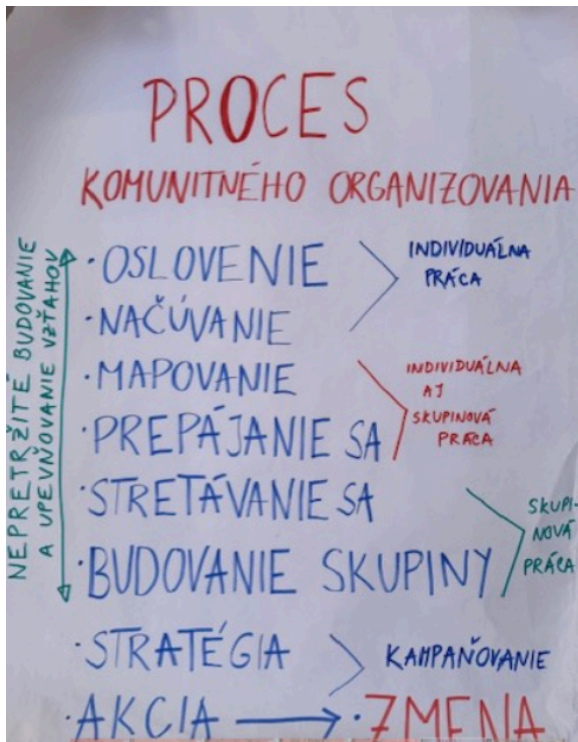 PROCES
KOMUNITNÉHO ORGANIZOVANIA
NEPRETRŽITÉ BUDOVANIE
A UPEVŇOVANIE VZŤAHOV
·OSLOVENIE
·NAČÚVANIE
INDIVIDUÁLNA
PRÁCA
·MAPOVANIE
·PREPÁJANIE SA
INDIVIDUÁLNA
AJ
SKUPINOVÁ
PRÁCA
·STRETÁVANIE SA
·BUDOVANIE SKUPINY
SKUPI-
NOVÁ
PRÁCA
·STRATÉGIA
KAMPAŇOVANIE
·AKCIA → ·ZMENA